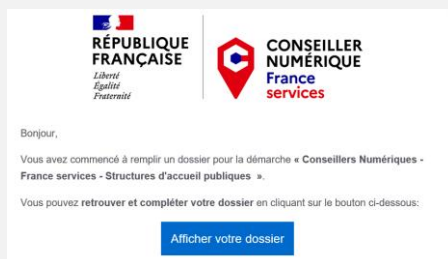 RÉPUBLIQUE
FRANÇAISE
Liberté
Égalité
Fraternité
CONSEILLER
NUMÉRIQUE
France
services
Bonjour,
Vous avez commencé à remplir un dossier pour la démarche « Conseillers Numériques -
France services - Structures d'accueil publiques ».
Vous pouvez retrouver et compléter votre dossier en cliquant sur le bouton ci-dessous:
Afficher votre dossier